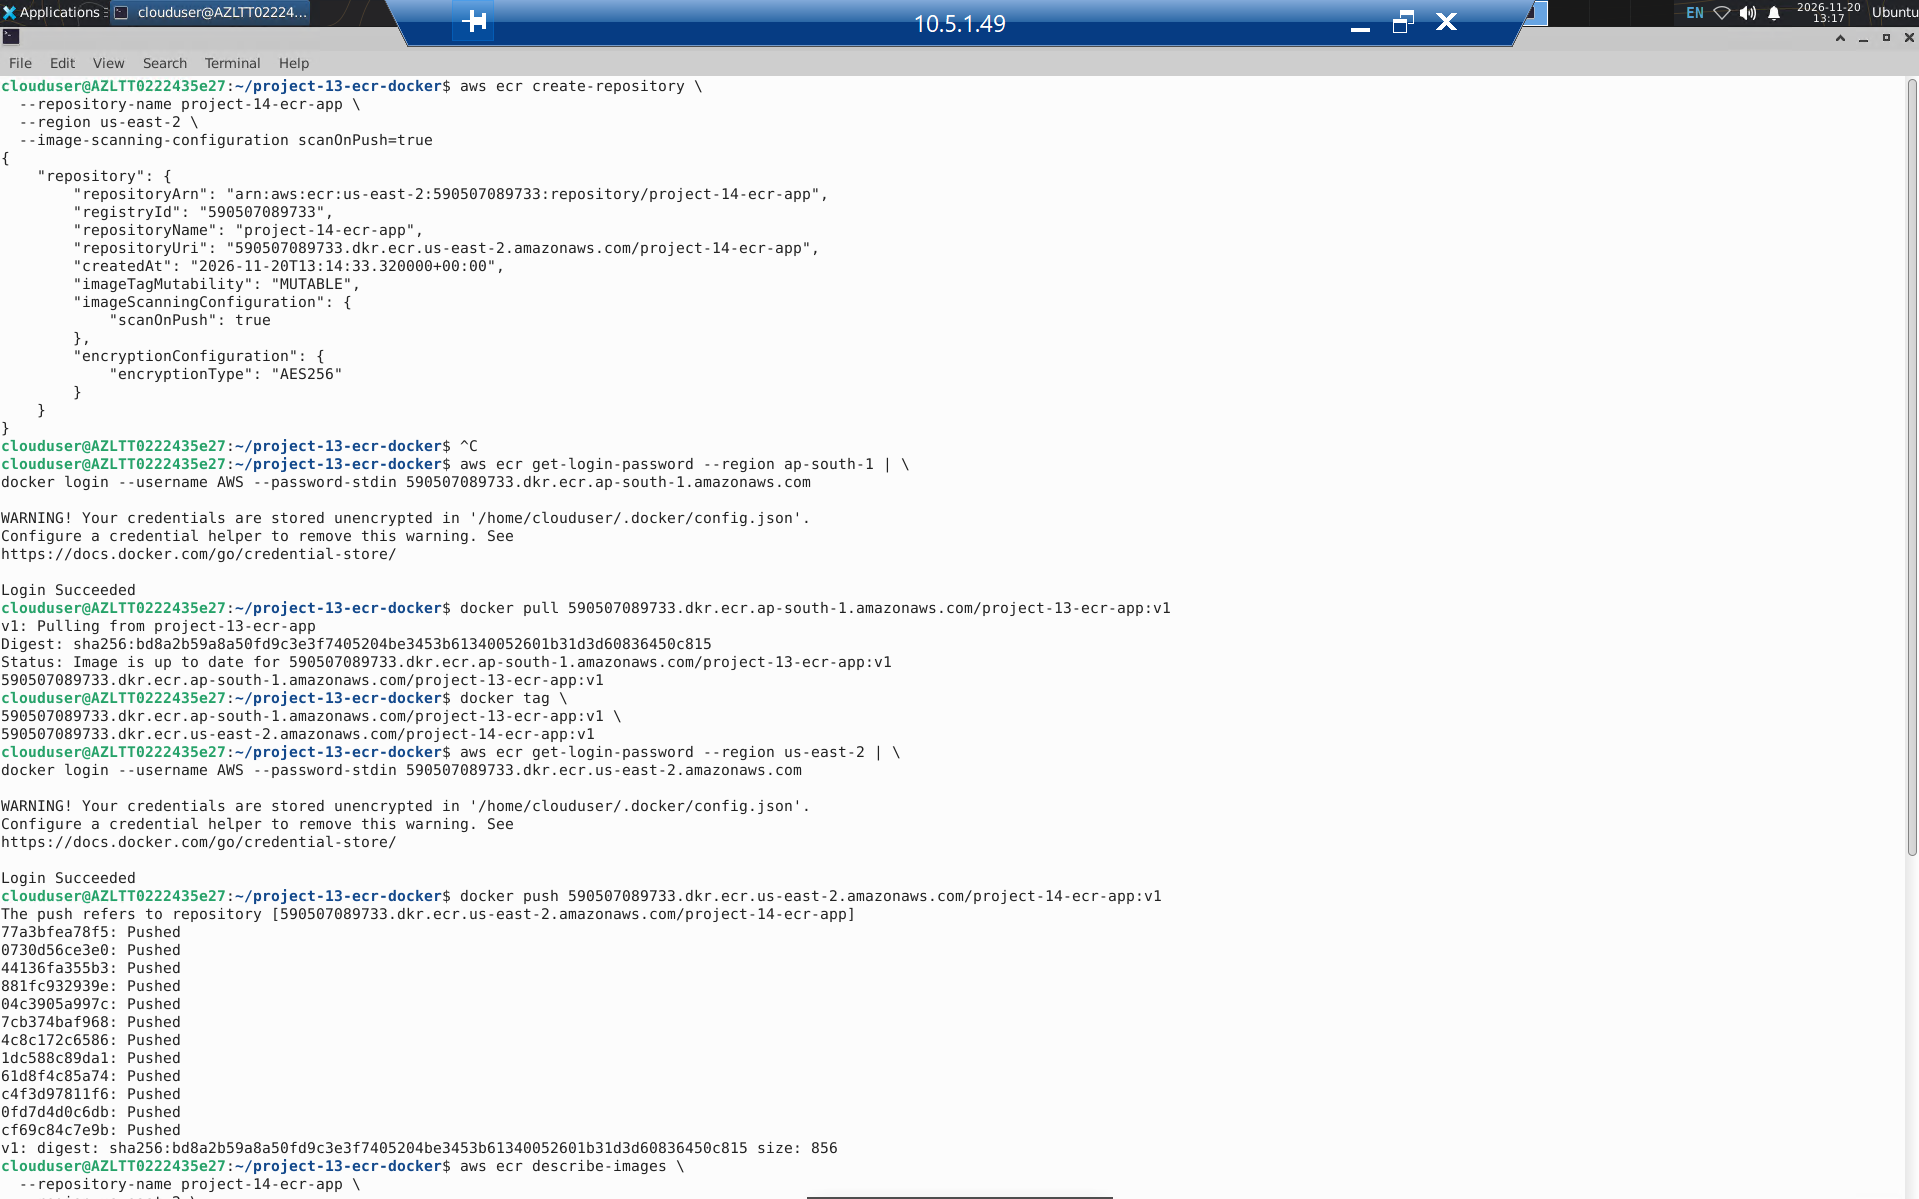 Applications
clouduser@AZLTT02224...
10.5.1.49
EN
2026-11-20
13:17
Ubuntu
File Edit View Search Terminal Help
clouduser@AZLTT0222435e27:~/project-13-ecr-docker$ aws ecr create-repository \
  --repository-name project-14-ecr-app \
  --region us-east-2 \
  --image-scanning-configuration scanOnPush=true
{
    "repository": {
        "repositoryArn": "arn:aws:ecr:us-east-2:590507089733:repository/project-14-ecr-app",
        "registryId": "590507089733",
        "repositoryName": "project-14-ecr-app",
        "repositoryUri": "590507089733.dkr.ecr.us-east-2.amazonaws.com/project-14-ecr-app",
        "createdAt": "2026-11-20T13:14:33.320000+00:00",
        "imageTagMutability": "MUTABLE",
        "imageScanningConfiguration": {
            "scanOnPush": true
        },
        "encryptionConfiguration": {
            "encryptionType": "AES256"
        }
    }
}
clouduser@AZLTT0222435e27:~/project-13-ecr-docker$ ^C
clouduser@AZLTT0222435e27:~/project-13-ecr-docker$ aws ecr get-login-password --region ap-south-1 | \
docker login --username AWS --password-stdin 590507089733.dkr.ecr.ap-south-1.amazonaws.com
WARNING! Your credentials are stored unencrypted in '/home/clouduser/.docker/config.json'.
Configure a credential helper to remove this warning. See
https://docs.docker.com/go/credential-store/
Login Succeeded
clouduser@AZLTT0222435e27:~/project-13-ecr-docker$ docker pull 590507089733.dkr.ecr.ap-south-1.amazonaws.com/project-13-ecr-app:v1
v1: Pulling from project-13-ecr-app
Digest: sha256:bd8a2b59a8a50fd9c3e3f7405204be3453b61340052601b31d3d60836450c815
Status: Image is up to date for 590507089733.dkr.ecr.ap-south-1.amazonaws.com/project-13-ecr-app:v1
590507089733.dkr.ecr.ap-south-1.amazonaws.com/project-13-ecr-app:v1
clouduser@AZLTT0222435e27:~/project-13-ecr-docker$ docker tag \
590507089733.dkr.ecr.ap-south-1.amazonaws.com/project-13-ecr-app:v1 \
590507089733.dkr.ecr.us-east-2.amazonaws.com/project-14-ecr-app:v1
clouduser@AZLTT0222435e27:~/project-13-ecr-docker$ aws ecr get-login-password --region us-east-2 | \
docker login --username AWS --password-stdin 590507089733.dkr.ecr.us-east-2.amazonaws.com
WARNING! Your credentials are stored unencrypted in '/home/clouduser/.docker/config.json'.
Configure a credential helper to remove this warning. See
https://docs.docker.com/go/credential-store/
Login Succeeded
clouduser@AZLTT0222435e27:~/project-13-ecr-docker$ docker push 590507089733.dkr.ecr.us-east-2.amazonaws.com/project-14-ecr-app:v1
The push refers to repository [590507089733.dkr.ecr.us-east-2.amazonaws.com/project-14-ecr-app]
77a3bfea78f5: Pushed
0730d56ce3e0: Pushed
44136fa355b3: Pushed
881fc932939e: Pushed
04c3905a997c: Pushed
7cb374baf968: Pushed
4c8c172c6586: Pushed
1dc588c89da1: Pushed
61d8f4c85a74: Pushed
c4f3d97811f6: Pushed
0fd7d4d0c6db: Pushed
cf69c84c7e9b: Pushed
v1: digest: sha256:bd8a2b59a8a50fd9c3e3f7405204be3453b61340052601b31d3d60836450c815 size: 856
clouduser@AZLTT0222435e27:~/project-13-ecr-docker$ aws ecr describe-images \
  --repository-name project-14-ecr-app \